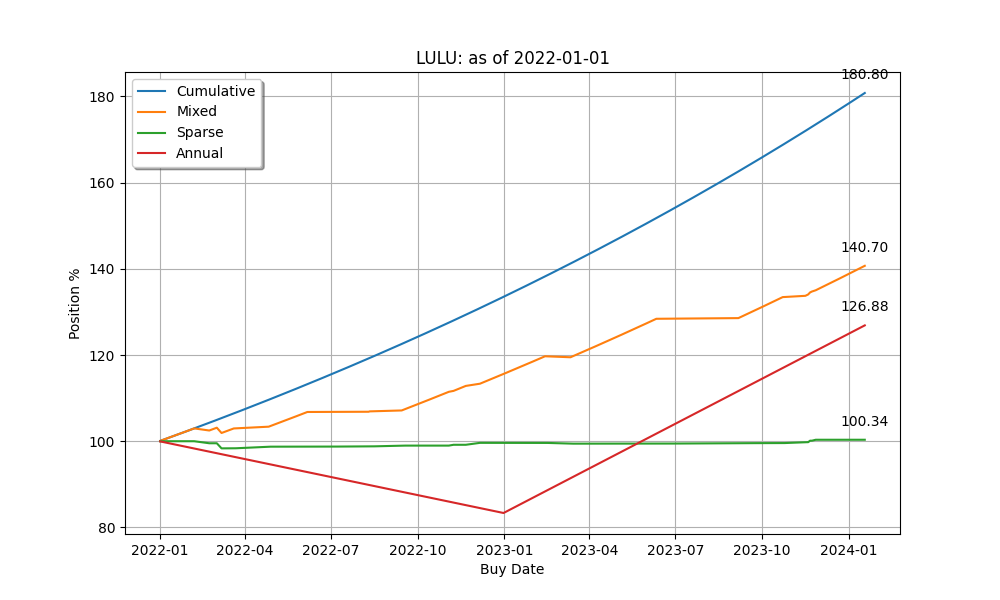 LULU: as of 2022-01-01
Cumulative
Mixed
Sparse
Annual
180.80
140.70
126.88
100.34
180
160
140
120
100
80
Position %
2022-01 2022-04 2022-07 2022-10 2023-01 2023-04 2023-07 2023-10 2024-01
Buy Date